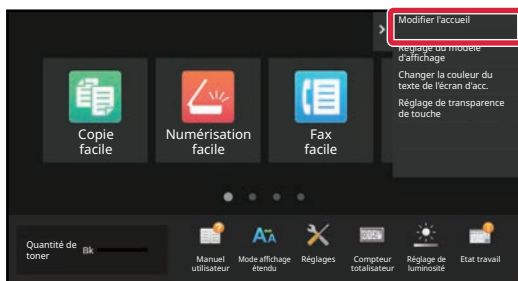 Modifier l'accueil
Réglage du modèle
d'affichage
Changer la couleur du
texte de l'écran d'acc.
Réglage de transparence
de touche
Copie
facile
Numérisation
facile
Fax
facile
Quantité de
toner
Bk
Manuel
utilisateur
Mode affichage
étendu
Réglages
Compteur
totalisateur
Réglage de
luminosité
Etat travail